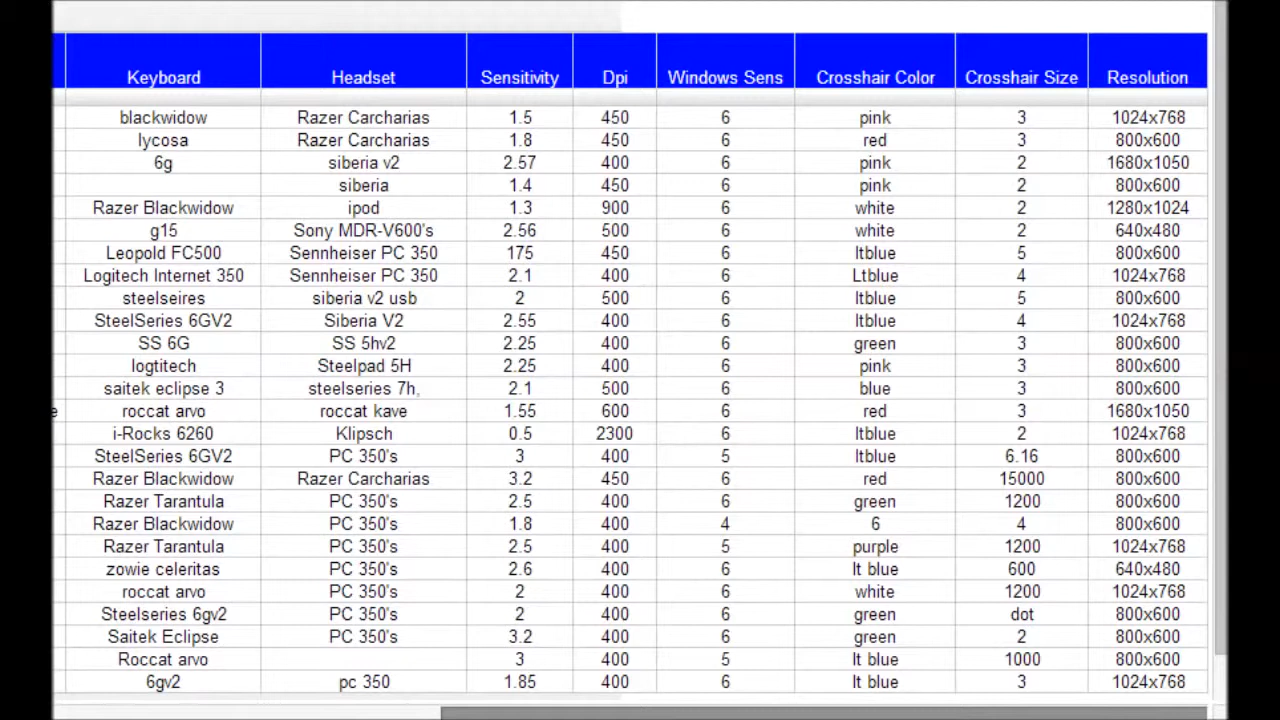 Keyboard Headset Sensitivity Dpi Windows Sens Crosshair Color Crosshair Size Resolution
blackwidow Razer Carcharias 1.5 450 6 pink 3 1024x768
lycosa Razer Carcharias 1.8 450 6 red 3 800x600
6g siberia v2 2.57 400 6 pink 2 1680x1050
siberia 1.4 450 6 pink 2 800x600
Razer Blackwidow ipod 1.3 900 6 white 2 1280x1024
g15 Sony MDR-V600's 2.56 500 6 white 2 640x480
Leopold FC500 Sennheiser PC 350 175 450 6 ltblue 5 800x600
Logitech Internet 350 Sennheiser PC 350 2.1 400 6 Ltblue 4 1024x768
steelseires siberia v2 usb 2 500 6 ltblue 5 800x600
SteelSeries 6GV2 Siberia V2 2.55 400 6 ltblue 4 1024x768
SS 6G SS 5hv2 2.25 400 6 green 3 800x600
logtitech Steelpad 5H 2.25 400 6 pink 3 800x600
saitek eclipse 3 steelseries 7h, 2.1 500 6 blue 3 800x600
e roccat arvo roccat kave 1.55 600 6 red 3 1680x1050
i-Rocks 6260 Klipsch 0.5 2300 6 ltblue 2 1024x768
SteelSeries 6GV2 PC 350's 3 400 5 ltblue 6.16 800x600
Razer Blackwidow Razer Carcharias 3.2 450 6 red 15000 800x600
Razer Tarantula PC 350's 2.5 400 6 green 1200 800x600
Razer Blackwidow PC 350's 1.8 400 4 6 4 800x600
Razer Tarantula PC 350's 2.5 400 5 purple 1200 1024x768
zowie celeritas PC 350's 2.6 400 6 lt blue 600 640x480
roccat arvo PC 350's 2 400 6 white 1200 1024x768
Steelseries 6gv2 PC 350's 2 400 6 green dot 800x600
Saitek Eclipse PC 350's 3.2 400 6 green 2 800x600
Roccat arvo 3 400 5 lt blue 1000 800x600
6gv2 pc 350 1.85 400 6 lt blue 3 1024x768